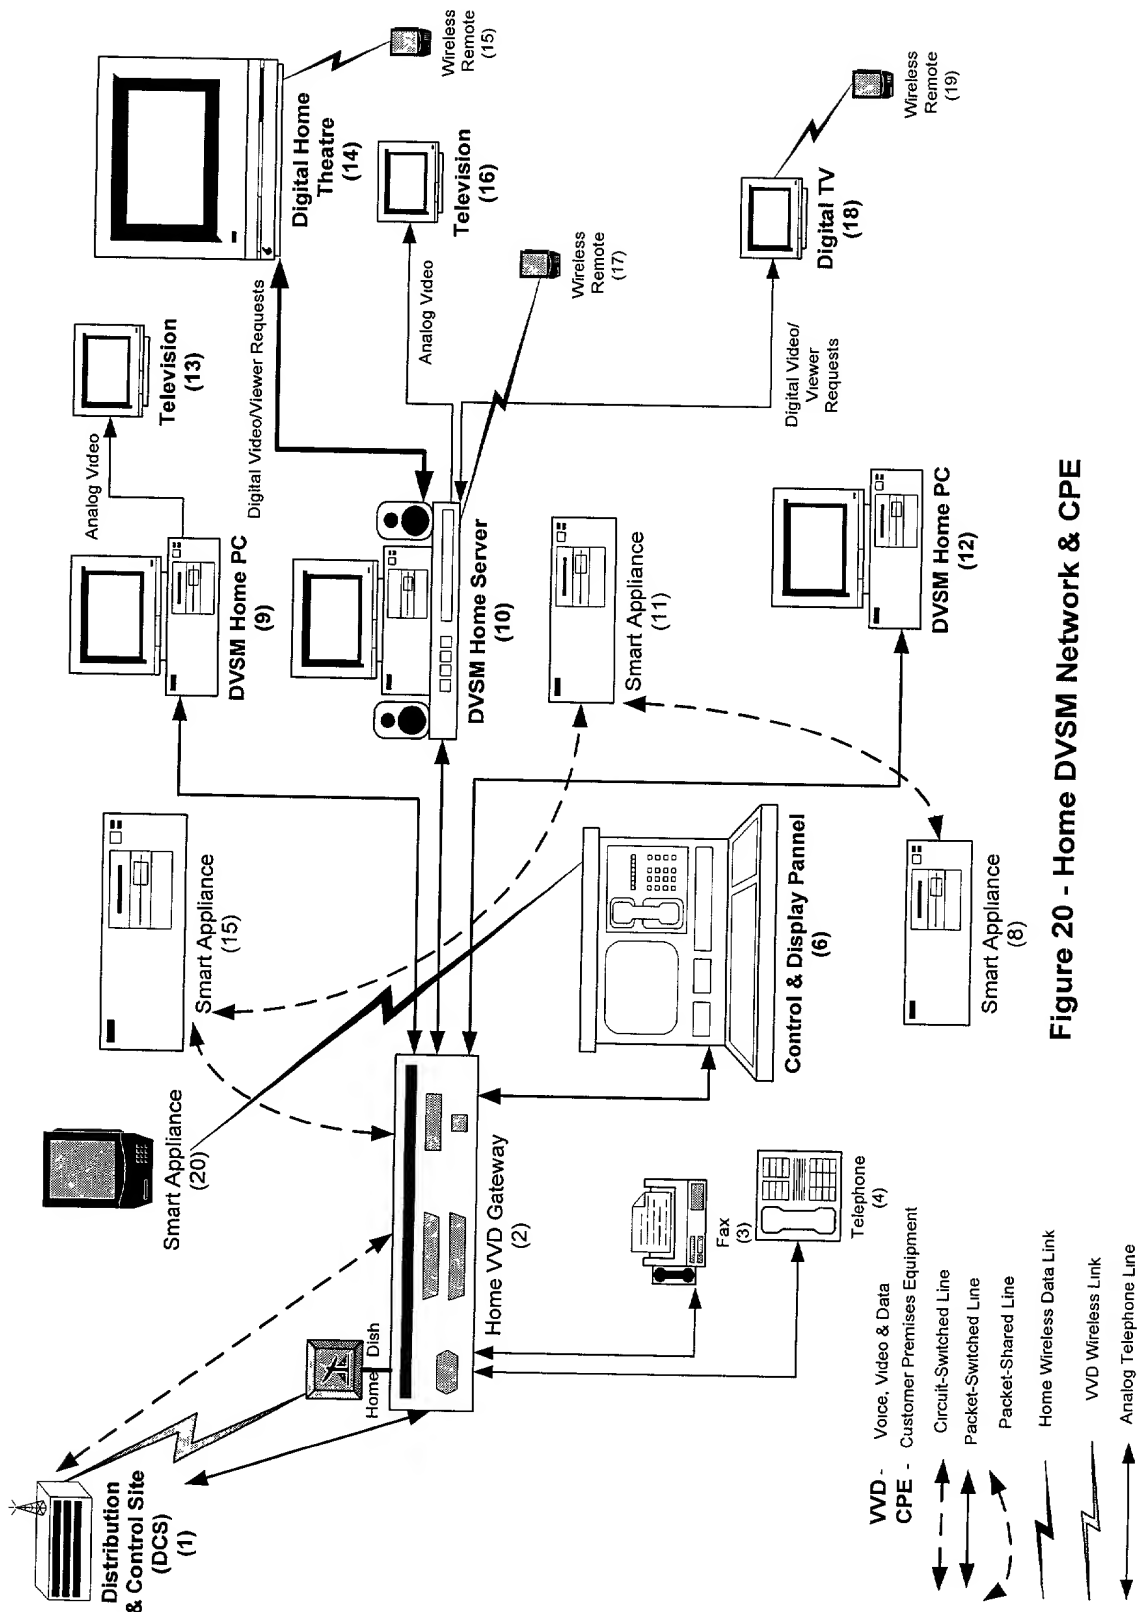 Distribution
& Control Site
(DCS)
(1)
Home Dish
Home VVD Gateway
(2)
Smart Appliance
(20)
Smart Appliance
(15)
Analog Video
Television
(13)
DVSM Home PC
(9)
Digital Video/Viewer Requests
Digital Home
Theatre
(14)
Wireless
Remote
(15)
Television
(16)
Analog Video
DVSM Home Server
(10)
Wireless
Remote
(17)
Digital Video/
Viewer
Requests
Digital TV
(18)
Wireless
Remote
(19)
Smart Appliance
(11)
DVSM Home PC
(12)
Control & Display Pannel
(6)
Smart Appliance
(8)
Fax
(3)
Telephone
(4)
VVD - Voice, Video & Data
CPE - Customer Premises Equipment
Circuit-Switched Line
Packet-Switched Line
Packet-Shared Line
Home Wireless Data Link
VVD Wireless Link
Analog Telephone Line
Figure 20 - Home DVSM Network & CPE